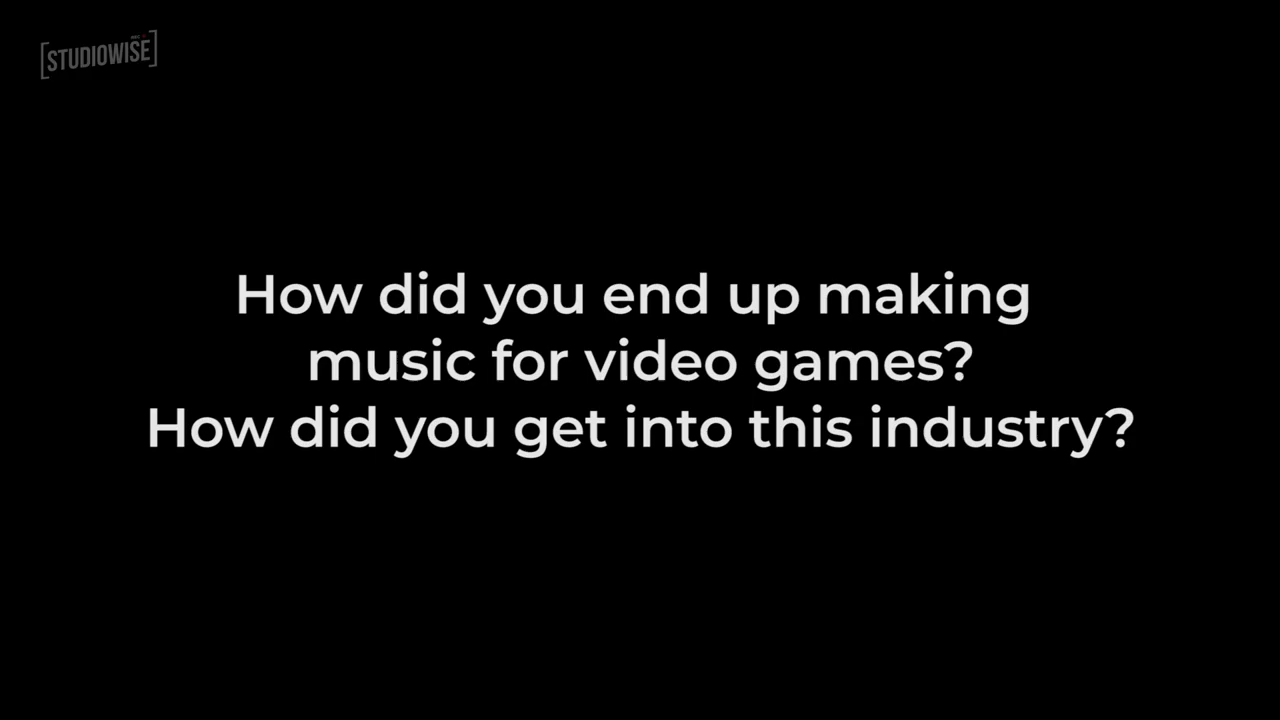 [STUDIOWISE]
How did you end up making
music for video games?
How did you get into this industry?